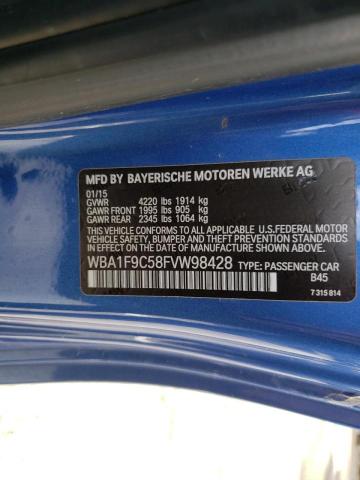 MFD BY BAYERISCHE MOTOREN WERKE AG
01/15
GVWR 4220 lbs 1914 kg
GAWR FRONT 1995 lbs 905 kg
GAWR REAR 2345 lbs 1064 kg
THIS VEHICLE CONFORMS TO ALL APPLICABLE U.S.FEDERAL MOTOR
VEHICLE SAFETY, BUMPER AND THEFT PREVENTION STANDARDS
IN EFFECT ON THE DATE OF MANUFACTURE SHOWN ABOVE.
WBA1F9C58FVW98428 TYPE: PASSENGER CAR
B45
7 315 814